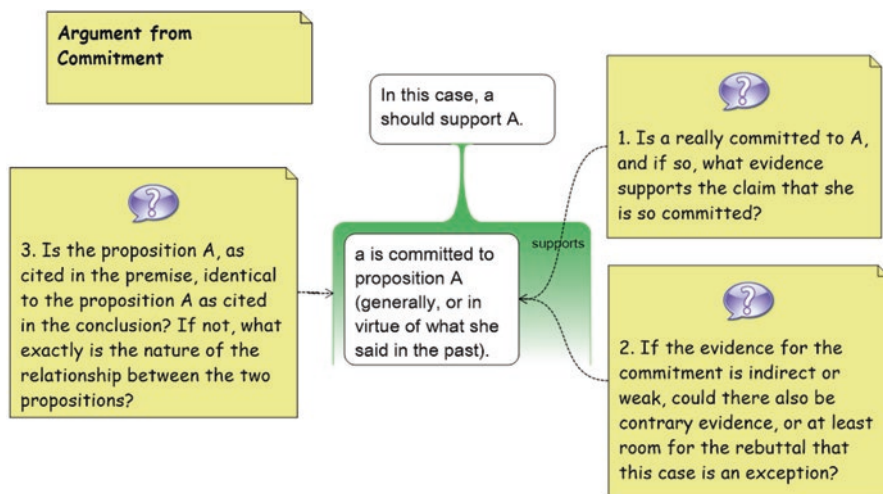 Argument from
Commitment
In this case, a
should support A.
1. Is a really committed to A,
and if so, what evidence
supports the claim that she
is so committed?
3. Is the proposition A, as
cited in the premise, identical
to the proposition A as cited
in the conclusion? If not, what
exactly is the nature of the
relationship between the two
propositions?
supports
a is committed to
proposition A
(generally, or in
virtue of what she
said in the past).
2. If the evidence for the
commitment is indirect or
weak, could there also be
contrary evidence, or at least
room for the rebuttal that
this case is an exception?